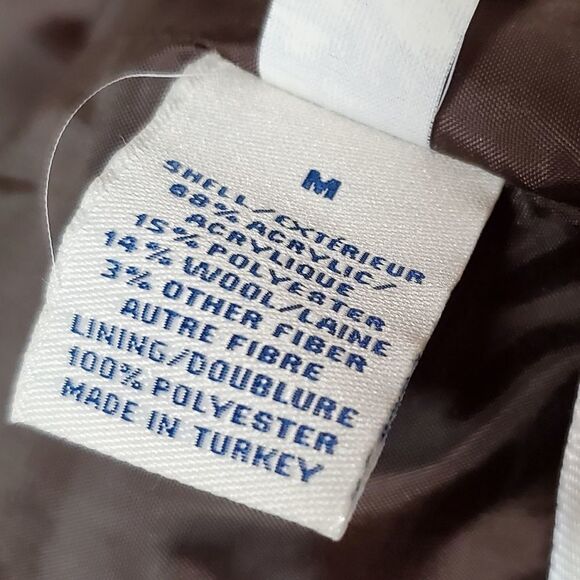 M
SHELL/EXTÉRIEUR
68% ACRYLIC/
ACRYLIQUE
15% POLYESTER
14% WOOL/LAINE
3% OTHER FIBER
AUTRE FIBRE
LINING/DOUBLURE
100% POLYESTER
MADE IN TURKEY